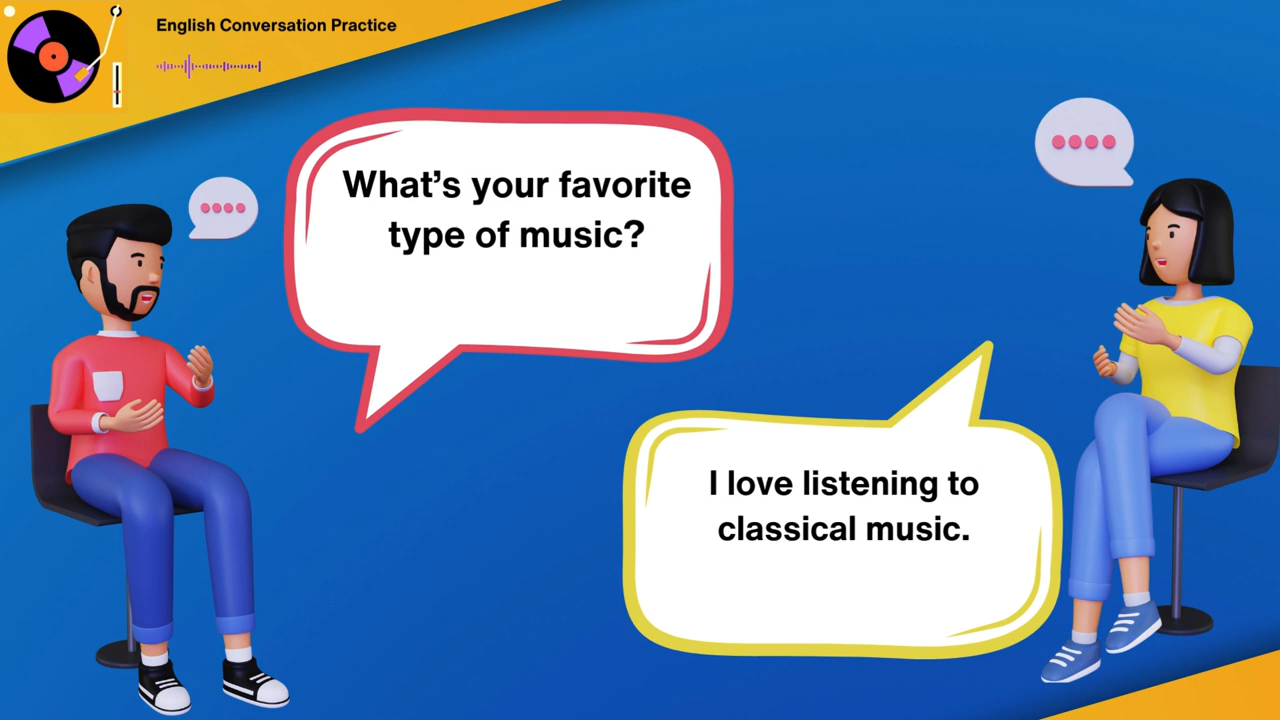 English Conversation Practice
What’s your favorite
type of music?
I love listening to
classical music.